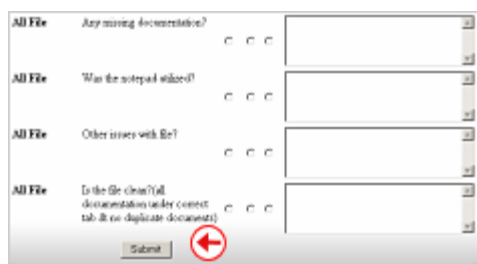 All File Any missing documentation?
All File Was the notepad utilized?
All File Other issues with file?
All File Is the file clean?(all
documentation under correct
tab & no duplicate documents)
Submit